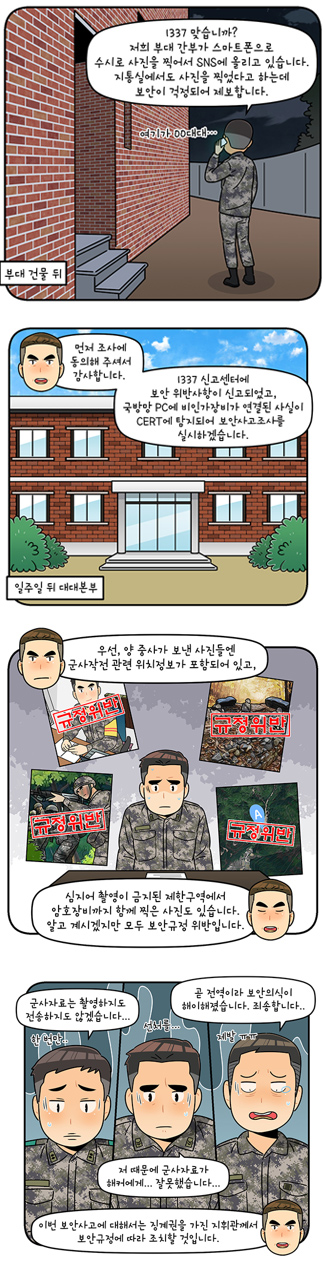 1337 맞습니까?
저희 부대 간부가 스마트폰으로
수시로 사진을 찍어서 SNS에 올리고 있습니다.
지통실에서도 사진을 찍었다고 하는데
보안이 걱정되어 제보합니다.
여기가 00대대…
부대 건물 뒤
먼저 조사에
동의해 주셔서
감사합니다.
1337 신고센터에
보안 위반사항이 신고되었고,
국방망 PC에 비인가장비가 연결된 사실이
CERT에 탐지되어 보안사고조사를
실시하겠습니다.
일주일 뒤 대대본부
우선, 양 중사가 보낸 사진들엔
군사작전 관련 위치정보가 포함되어 있고,
규정위반
규정위반
규정위반
A
규정위반
심지어 촬영이 금지된 제한구역에서
암호장비까지 함께 찍은 사진도 있습니다.
알고 계시겠지만 모두 보안규정 위반입니다.
군사자료는 촬영하지도
전송하지도 않겠습니다…
한 번만..
선처를…
곧 전역이라 보안의식이
해이해졌습니다. 죄송합니다..
제발 ㅠㅠ
저 때문에 군사자료가
해커에게... 잘못했습니다…
이번 보안사고에 대해서는 징계권을 가진 지휘관께서
보안규정에 따라 조치할 것입니다.